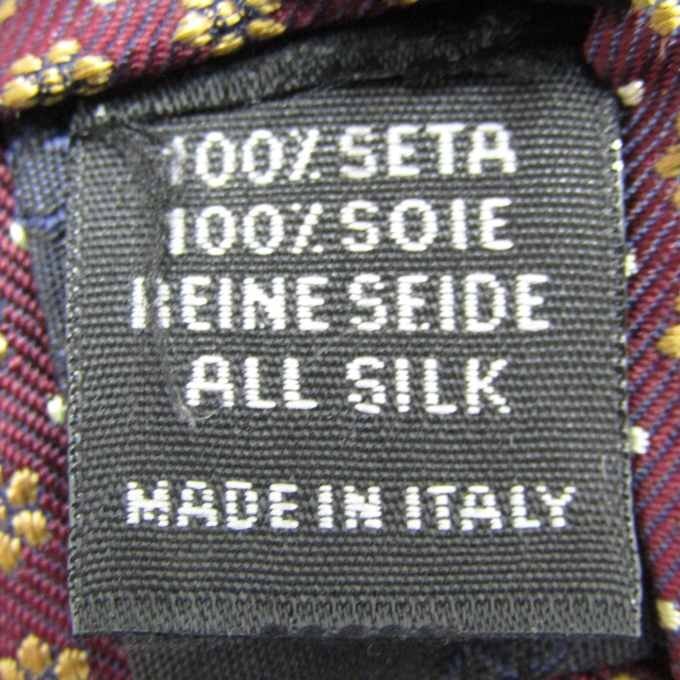 100% SETA
100% SOIE
REINE SEIDE
ALL SILK
MADE IN ITALY